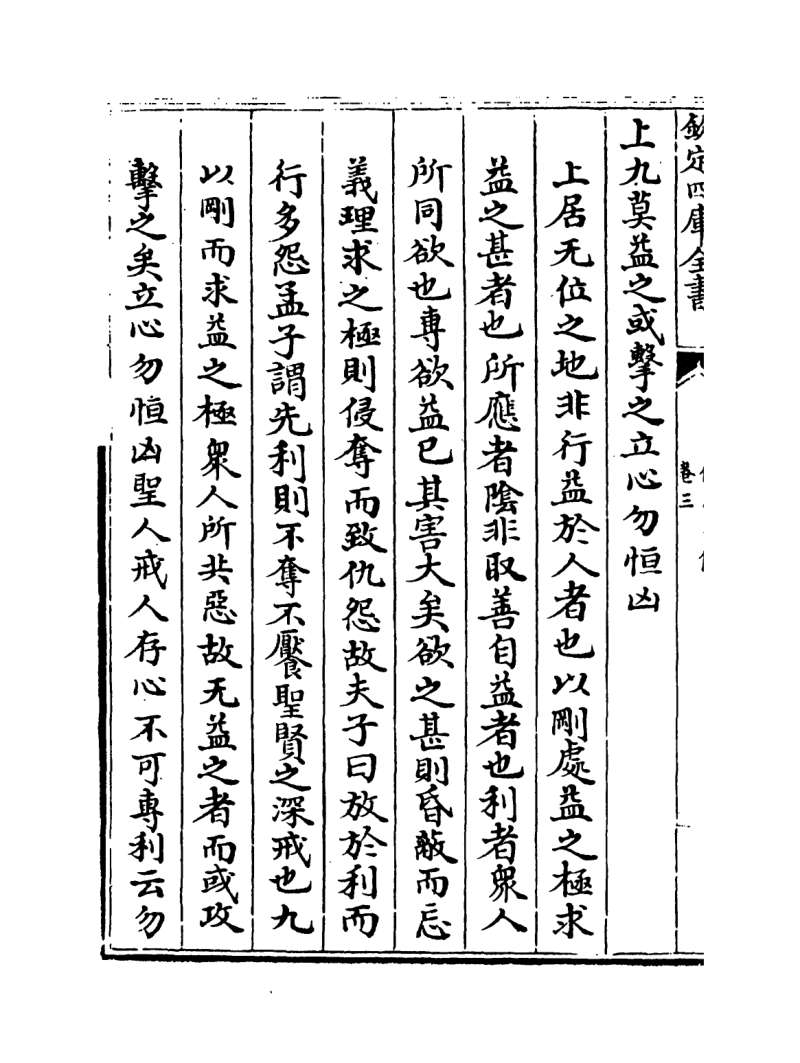 欽定四庫全書
卷三
上九莫益之或擊之立心勿恒凶
上居无位之地非行益於人者也以剛處益之極求
益之甚者也所應者陰非取善自益者也利者衆人
所同欲也專欲益已其害大矣欲之甚則昏蔽而忘
義理求之極則侵奪而致仇怨故夫子曰放於利而
行多怨孟子謂先利則不奪不饜聖賢之深戒也九
以剛而求益之極衆人所共惡故无益之者而或攻
擊之矣立心勿恒凶聖人戒人存心不可專利云勿